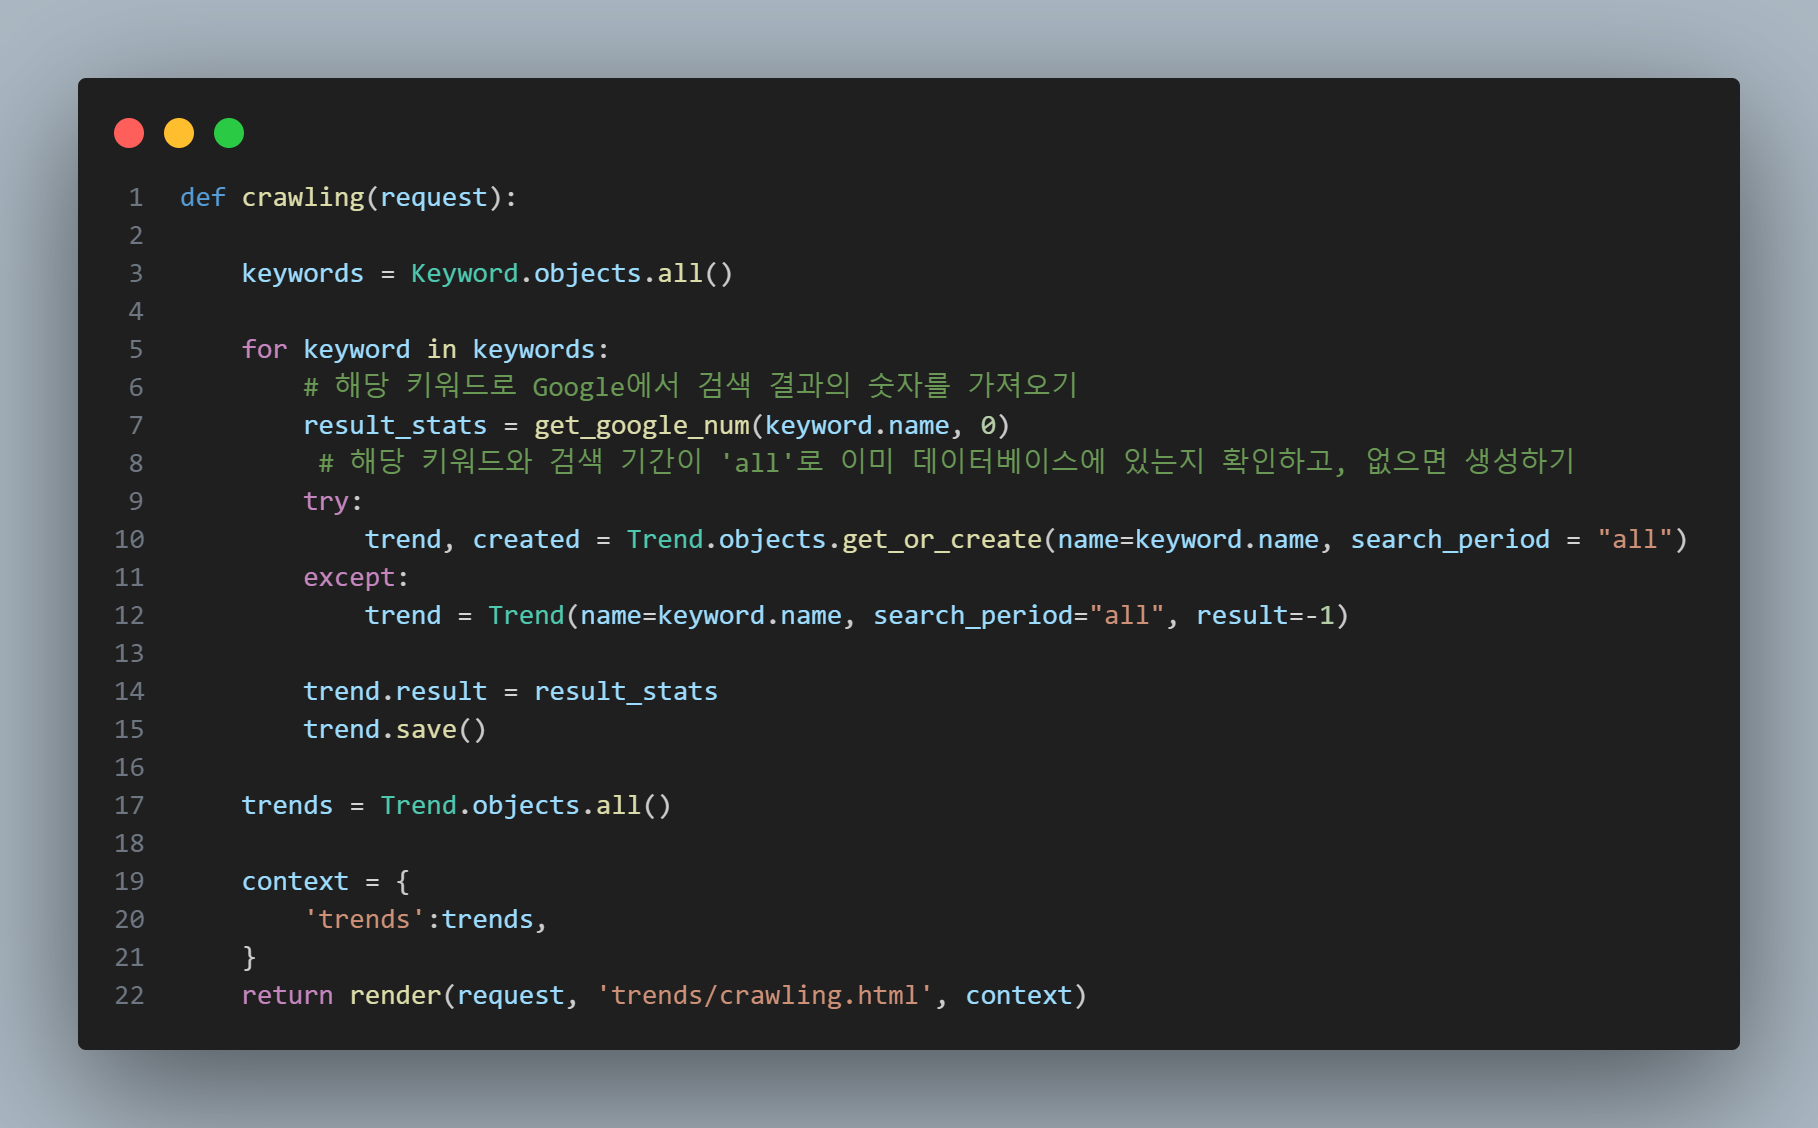 1 def crawling(request):
2
3     keywords = Keyword.objects.all()
4
5     for keyword in keywords:
6         # 해당 키워드로 Google에서 검색 결과의 숫자를 가져오기
7         result_stats = get_google_num(keyword.name, 0)
8          # 해당 키워드와 검색 기간이 'all'로 이미 데이터베이스에 있는지 확인하고, 없으면 생성하기
9         try:
10             trend, created = Trend.objects.get_or_create(name=keyword.name, search_period = "all")
11         except:
12             trend = Trend(name=keyword.name, search_period="all", result=-1)
13
14         trend.result = result_stats
15         trend.save()
16
17     trends = Trend.objects.all()
18
19     context = {
20         'trends':trends,
21     }
22     return render(request, 'trends/crawling.html', context)